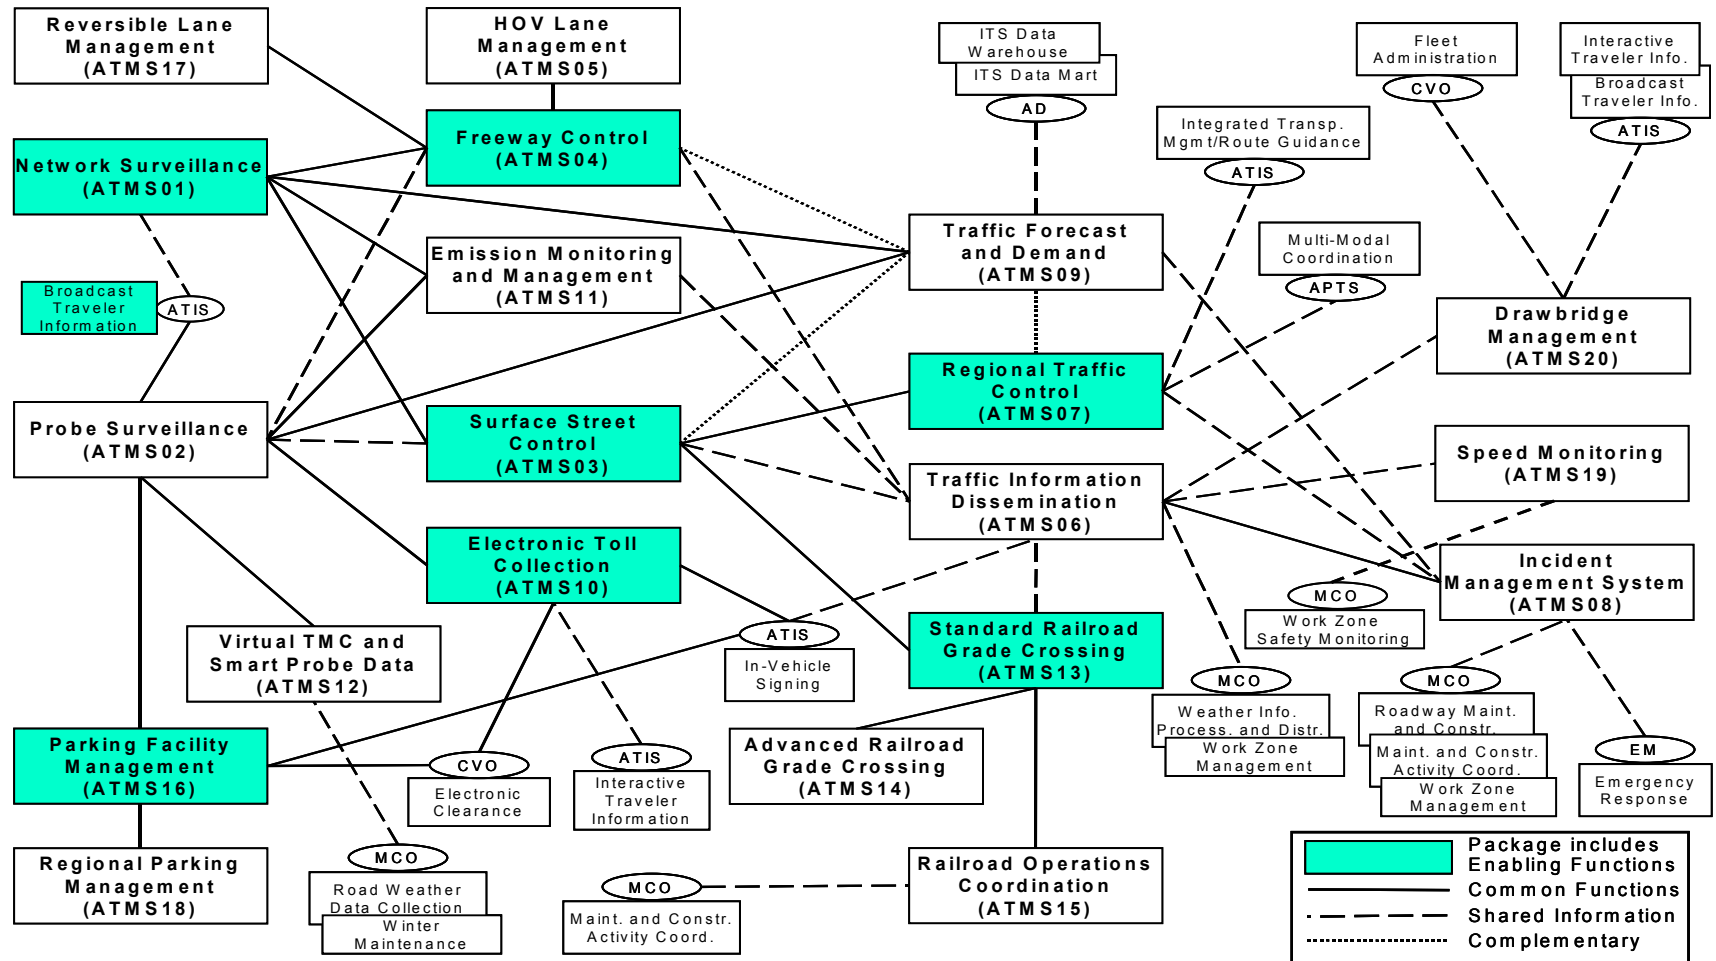 Reversible Lane
Management
(ATMS17)
HOV Lane
Management
(ATMS05)
ITS Data
Warehouse
ITS Data Mart
AD
Fleet
Administration
CVO
Interactive
Traveler Info.
Broadcast
Traveler Info.
ATIS
Network Surveillance
(ATMS01)
Freeway Control
(ATMS04)
Integrated Transp.
Mgmt/Route Guidance
ATIS
Emission Monitoring
and Management
(ATMS11)
Traffic Forecast
and Demand
(ATMS09)
Multi-Modal
Coordination
APTS
Broadcast
Traveler
Information
ATIS
Drawbridge
Management
(ATMS20)
Regional Traffic
Control
(ATMS07)
Probe Surveillance
(ATMS02)
Surface Street
Control
(ATMS03)
Speed Monitoring
(ATMS19)
Traffic Information
Dissemination
(ATMS06)
Electronic Toll
Collection
(ATMS10)
Incident
Management System
(ATMS08)
MCO
Work Zone
Safety Monitoring
Virtual TMC and
Smart Probe Data
(ATMS12)
ATIS
In-Vehicle
Signing
Standard Railroad
Grade Crossing
(ATMS13)
MCO
Weather Info.
Process. and Distr.
Work Zone
Management
MCO
Roadway Maint.
and Constr.
Maint. and Constr.
Activity Coord.
Work Zone
Management
EM
Emergency
Response
Parking Facility
Management
(ATMS16)
CVO
Electronic
Clearance
ATIS
Interactive
Traveler
Information
Advanced Railroad
Grade Crossing
(ATMS14)
Regional Parking
Management
(ATMS18)
MCO
Road Weather
Data Collection
Winter
Maintenance
MCO
Maint. and Constr.
Activity Coord.
Railroad Operations
Coordination
(ATMS15)
Package includes
Enabling Functions
Common Functions
Shared Information
Complementary